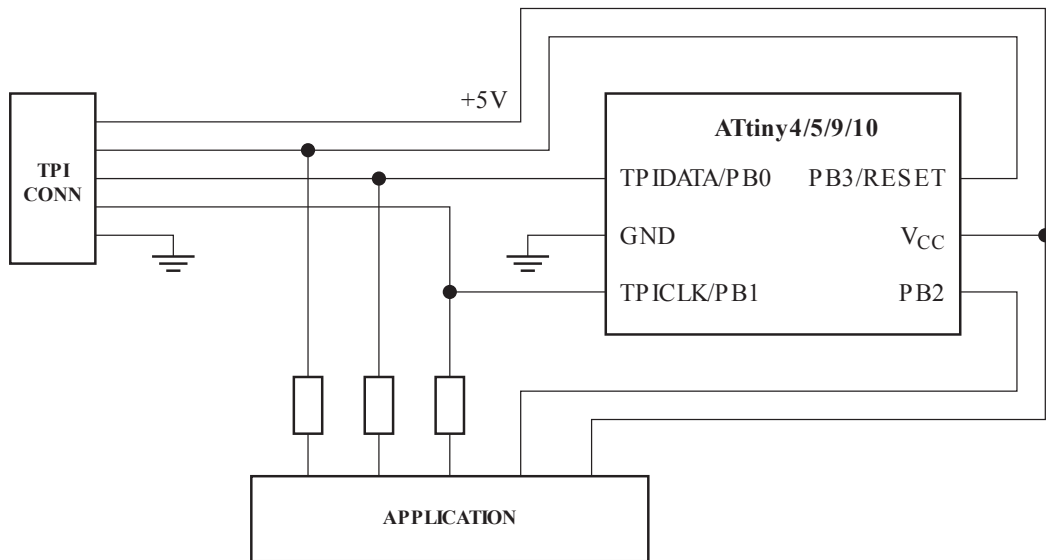 +5V
TPI
CONN
ATtiny4/5/9/10
TPIDATA/PB0
PB3/RESET
GND
VCC
TPICLK/PB1
PB2
APPLICATION